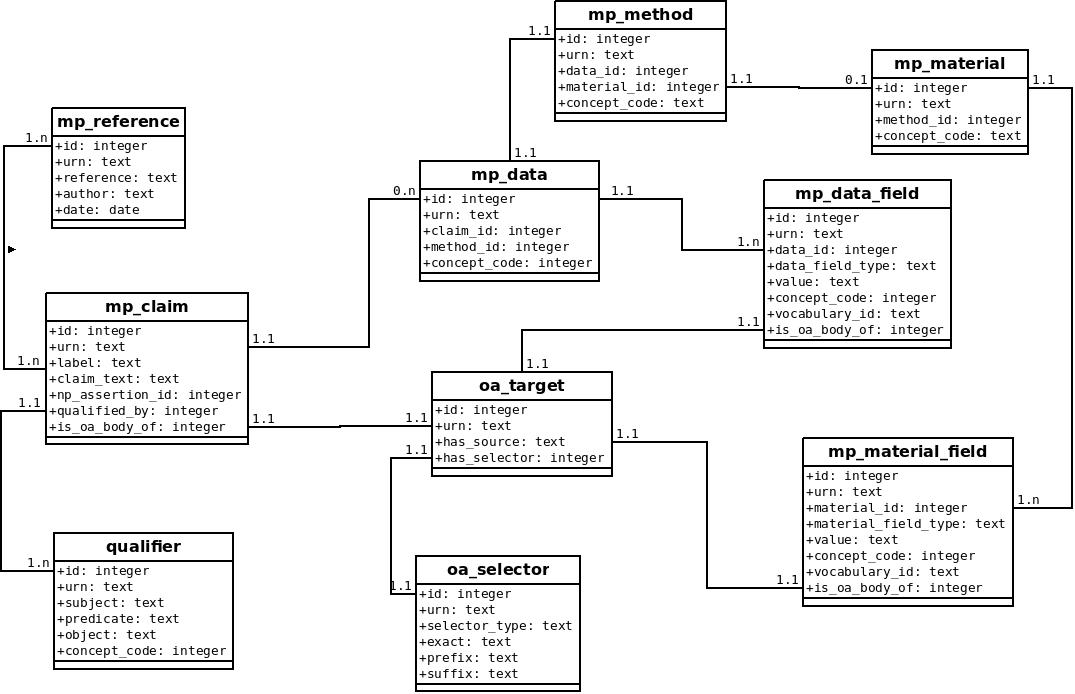 mp_method
+id: integer
+urn: text
+data_id: integer
+material_id: integer
+concept_code: text
1.1
1.1
0.1
mp_material
+id: integer
+urn: text
+method_id: integer
+concept_code: text
1.1
mp_reference
+id: integer
+urn: text
+reference: text
+author: text
+date: date
1.n
1.1
mp_data
+id: integer
+urn: text
+claim_id: integer
+method_id: integer
+concept_code: integer
0.n
1.1
mp_data_field
+id: integer
+urn: text
+data_id: integer
+data_field_type: text
+value: text
+concept_code: integer
+vocabulary_id: text
+is_oa_body_of: integer
1.n
1.1
mp_claim
+id: integer
+urn: text
+label: text
+claim_text: text
+np_assertion_id: integer
+qualified_by: integer
+is_oa_body_of: integer
1.1
1.n
1.1
1.1
1.1
oa_target
+id: integer
+urn: text
+has_source: text
+has_selector: integer
1.1
1.1
1.1
mp_material_field
+id: integer
+urn: text
+material_id: integer
+material_field_type: text
+value: text
+concept_code: integer
+vocabulary_id: text
+is_oa_body_of: integer
1.n
1.1
qualifier
+id: integer
+urn: text
+subject: text
+predicate: text
+object: text
+concept_code: integer
1.n
oa_selector
+id: integer
+urn: text
+selector_type: text
+exact: text
+prefix: text
+suffix: text
1.1